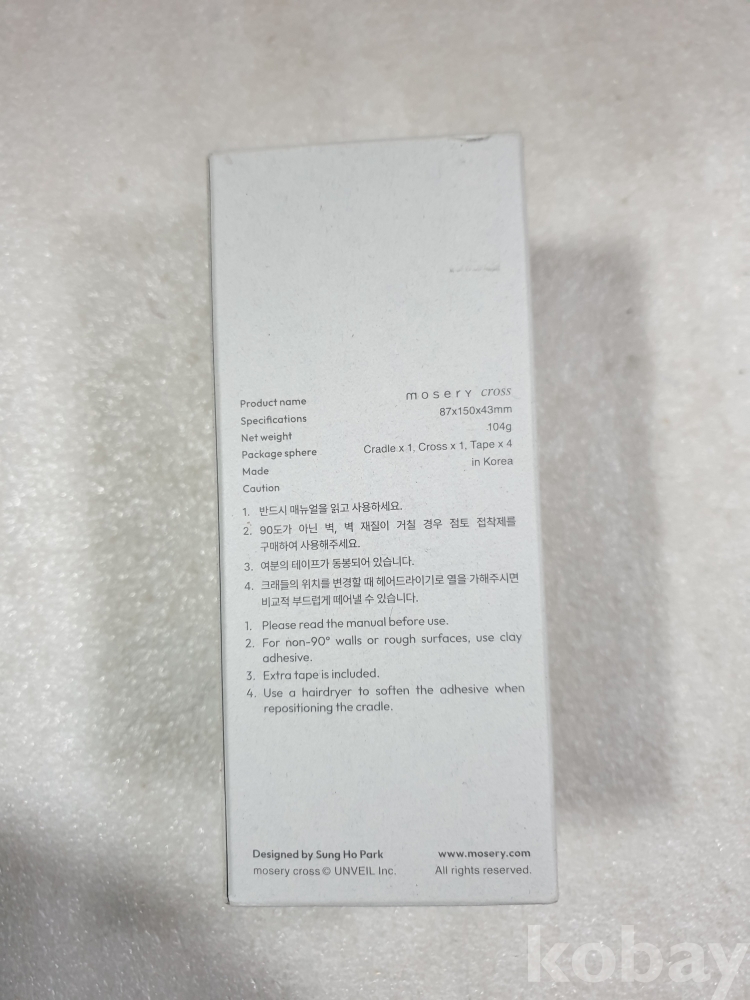 Product name mosery cross
Specifications 87x150x43mm
Net weight 104g
Package sphere Cradle x 1, Cross x 1, Tape x 4
Made in Korea
Caution
1. 반드시 매뉴얼을 읽고 사용하세요.
2. 90도가 아닌 벽, 벽 재질이 거칠 경우 점토 접착제를
구매하여 사용해주세요.
3. 여분의 테이프가 동봉되어 있습니다.
4. 크래들의 위치를 변경할 때 헤어드라이기로 열을 가해주시면
비교적 부드럽게 떼어낼 수 있습니다.
1. Please read the manual before use.
2. For non-90° walls or rough surfaces, use clay
adhesive.
3. Extra tape is included.
4. Use a hairdryer to soften the adhesive when
repositioning the cradle.
Designed by Sung Ho Park www.mosery.com
mosery cross © UNVEIL Inc. All rights reserved.
kobay